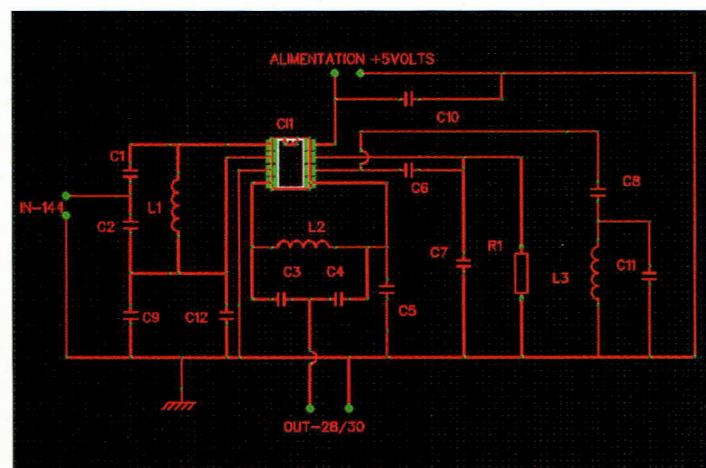 ALIMENTATION +5VOLTS
C10
CI1
C1
C6
C8
IN-144
L1
C2
L2
C7
R1
L3
C11
C3
C4
C9
C12
C5
OUT-28/30